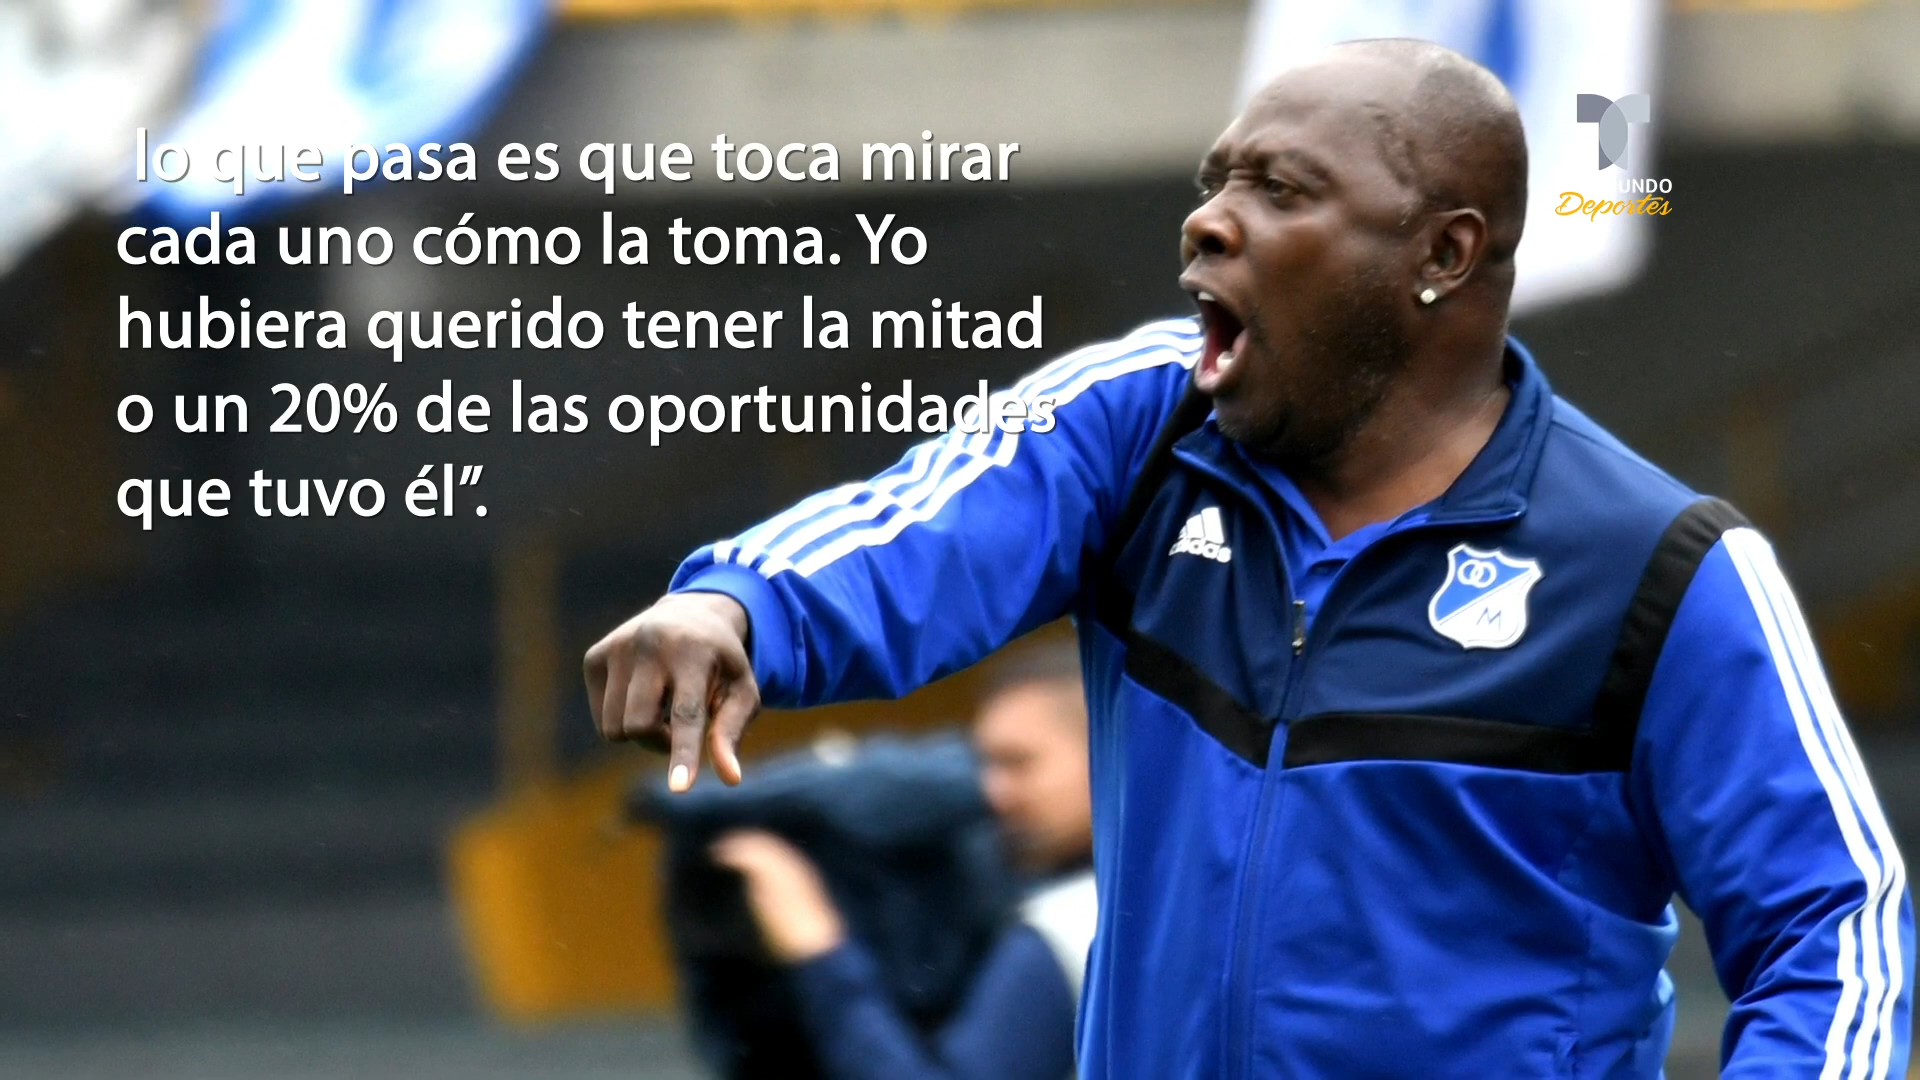 lo que pasa es que toca mirar
cada uno cómo la toma. Yo
hubiera querido tener la mitad
o un 20% de las oportunidades
que tuvo él”.
UNDO
Deportes
adidas
M